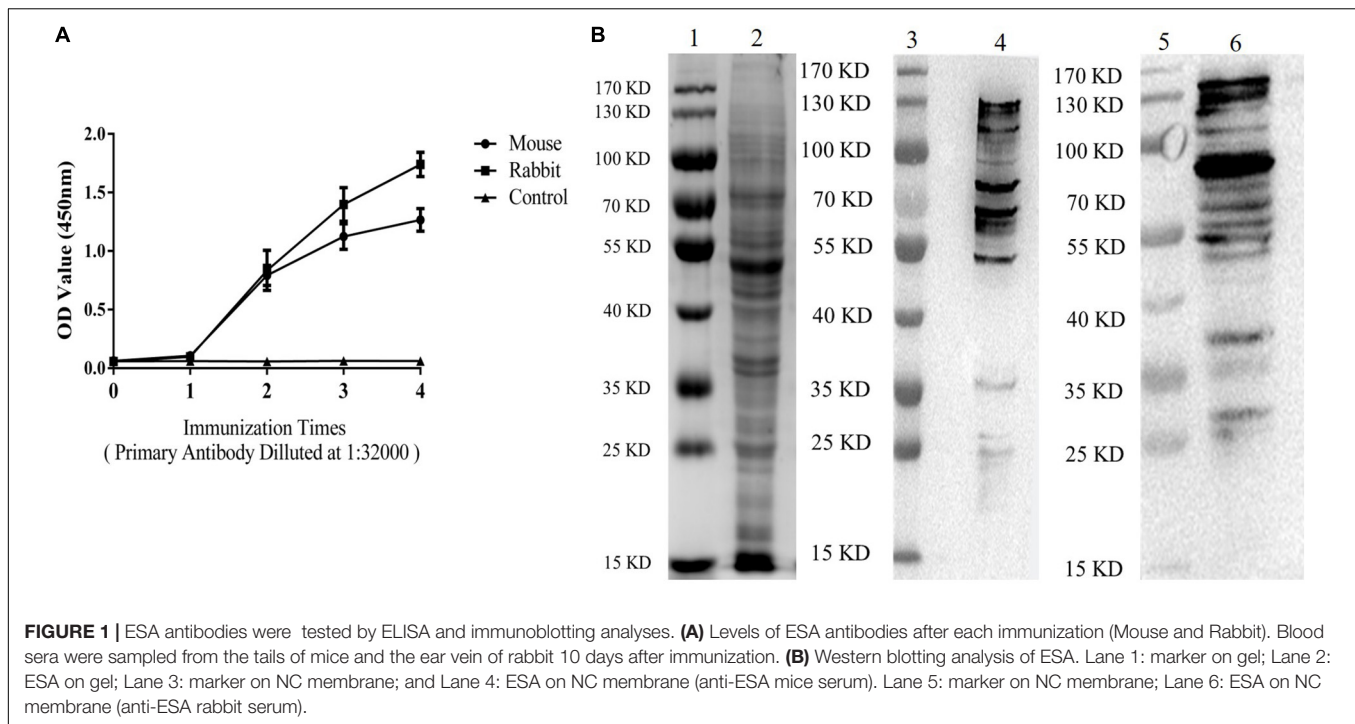 A
2.0
1.5
1.0
0.5
0.0
OD Value (450nm)
0 1 2 3 4
Immunization Times
( Primary Antibody Dilluted at 1:32000 )
Mouse
Rabbit
Control
B
1 2
170 KD
130 KD
100 KD
70 KD
55 KD
40 KD
35 KD
25 KD
15 KD
3 4
170 KD
130 KD
100 KD
70 KD
55 KD
40 KD
35 KD
25 KD
15 KD
5 6
170 KD
130 KD
100 KD
70 KD
55 KD
40 KD
35 KD
25 KD
15 KD
FIGURE 1 | ESA antibodies were tested by ELISA and immunoblotting analyses. (A) Levels of ESA antibodies after each immunization (Mouse and Rabbit). Blood
sera were sampled from the tails of mice and the ear vein of rabbit 10 days after immunization. (B) Western blotting analysis of ESA. Lane 1: marker on gel; Lane 2:
ESA on gel; Lane 3: marker on NC membrane; and Lane 4: ESA on NC membrane (anti-ESA mice serum). Lane 5: marker on NC membrane; Lane 6: ESA on NC
membrane (anti-ESA rabbit serum).